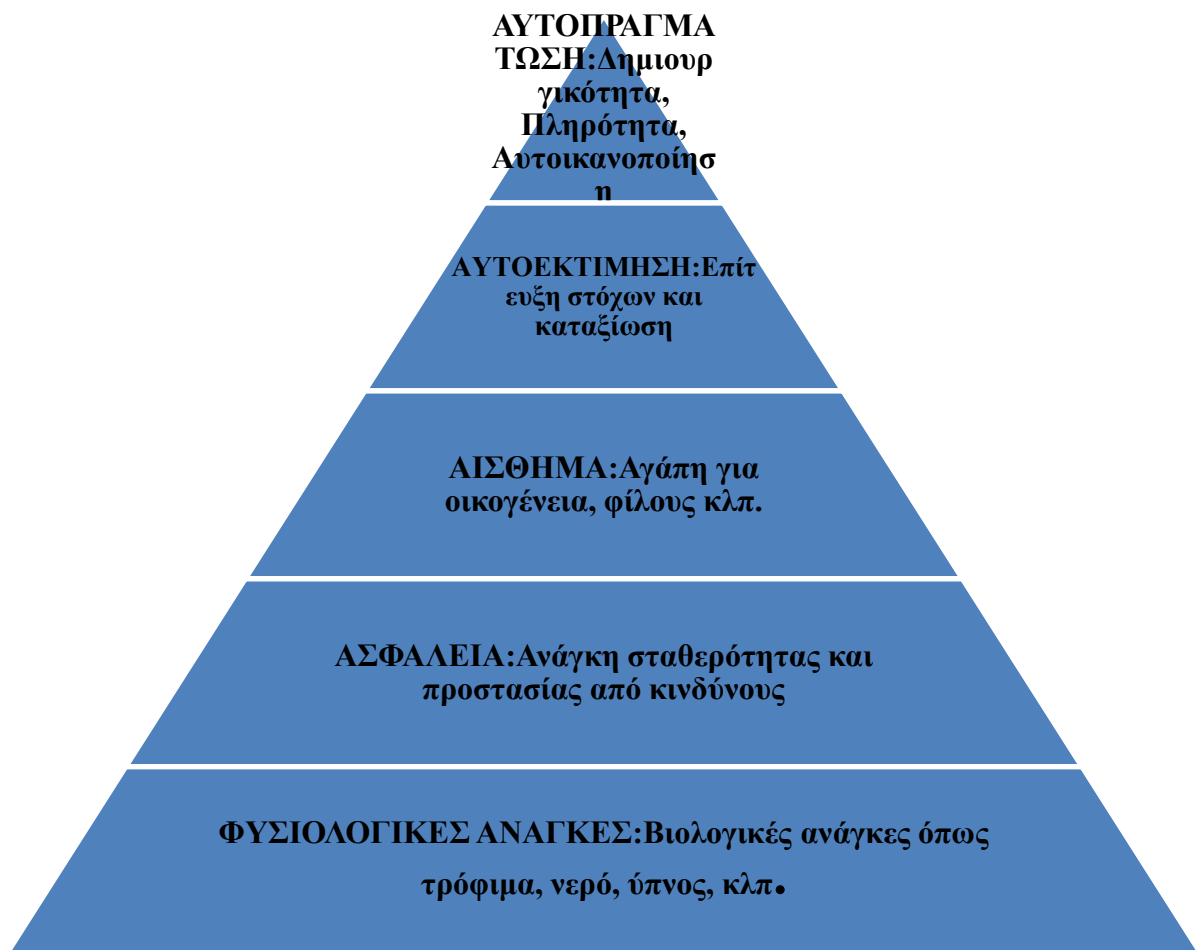 ΑΥΤΟΠΡΑΓΜΑ
ΤΩΣΗ:Δημιουρ
γικότητα,
Πληρότητα,
Αυτοικανοποίησ
η
ΑΥΤΟΕΚΤΙΜΗΣΗ:Επίτ
ευξη στόχων και
καταξίωση
ΑΙΣΘΗΜΑ:Αγάπη για
οικογένεια, φίλους κλπ.
ΑΣΦΑΛΕΙΑ:Ανάγκη σταθερότητας και
προστασίας από κινδύνους
ΦΥΣΙΟΛΟΓΙΚΕΣ ΑΝΑΓΚΕΣ:Βιολογικές ανάγκες όπως
τρόφιμα, νερό, ύπνος, κλπ.